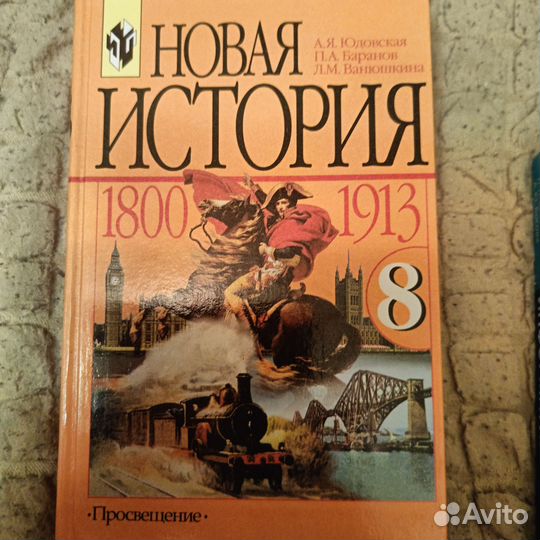 НОВАЯ
А.Я. Юдовская
П.А. Баранов
Л.М. Ванюшкина
ИСТОРИЯ
1800 1913
8
·Просвещение·
Avito